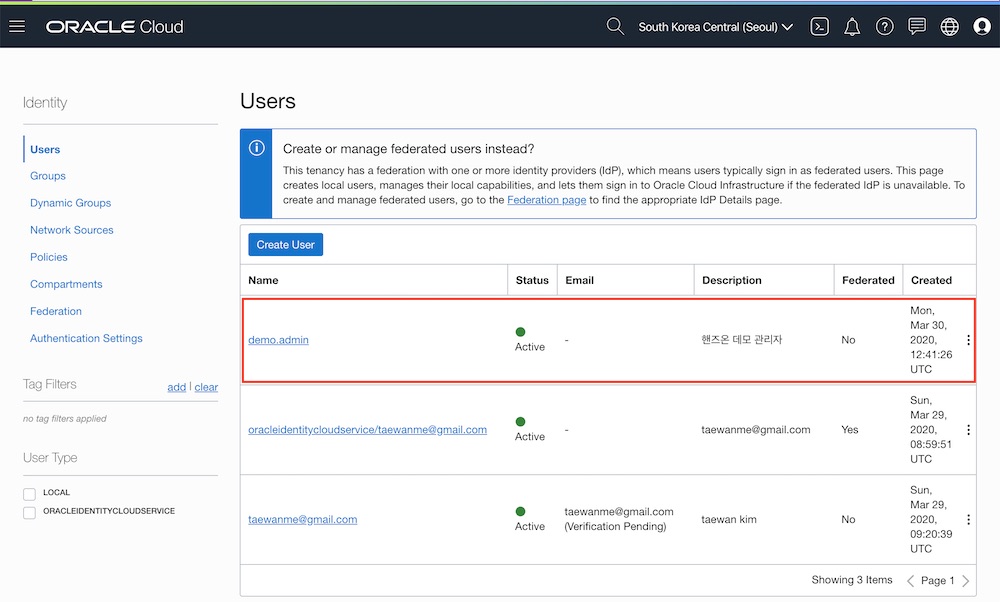 ORACLE Cloud
South Korea Central (Seoul)
Identity
Users
Groups
Dynamic Groups
Network Sources
Policies
Compartments
Federation
Authentication Settings
Tag Filters
add | clear
no tag filters applied
User Type
LOCAL
ORACLEIDENTITYCLOUDSERVICE
Users
Create or manage federated users instead?
This tenancy has a federation with one or more identity providers (IdP), which means users typically sign in as federated users. This page
creates local users, manages their local capabilities, and lets them sign in to Oracle Cloud Infrastructure if the federated IdP is unavailable. To
create and manage federated users, go to the Federation page to find the appropriate IdP Details page.
Create User
Name Status Email Description Federated Created
demo.admin
Active
-
핸즈온 데모 관리자
No
Mon,
Mar 30,
2020,
12:41:26
UTC
oracleidentitycloudservice/taewanme@gmail.com
Active
-
taewanme@gmail.com
Yes
Sun,
Mar 29,
2020,
08:59:51
UTC
taewanme@gmail.com
Active
taewanme@gmail.com
(Verification Pending)
taewan kim
No
Sun,
Mar 29,
2020,
09:20:39
UTC
Showing 3 Items
Page 1